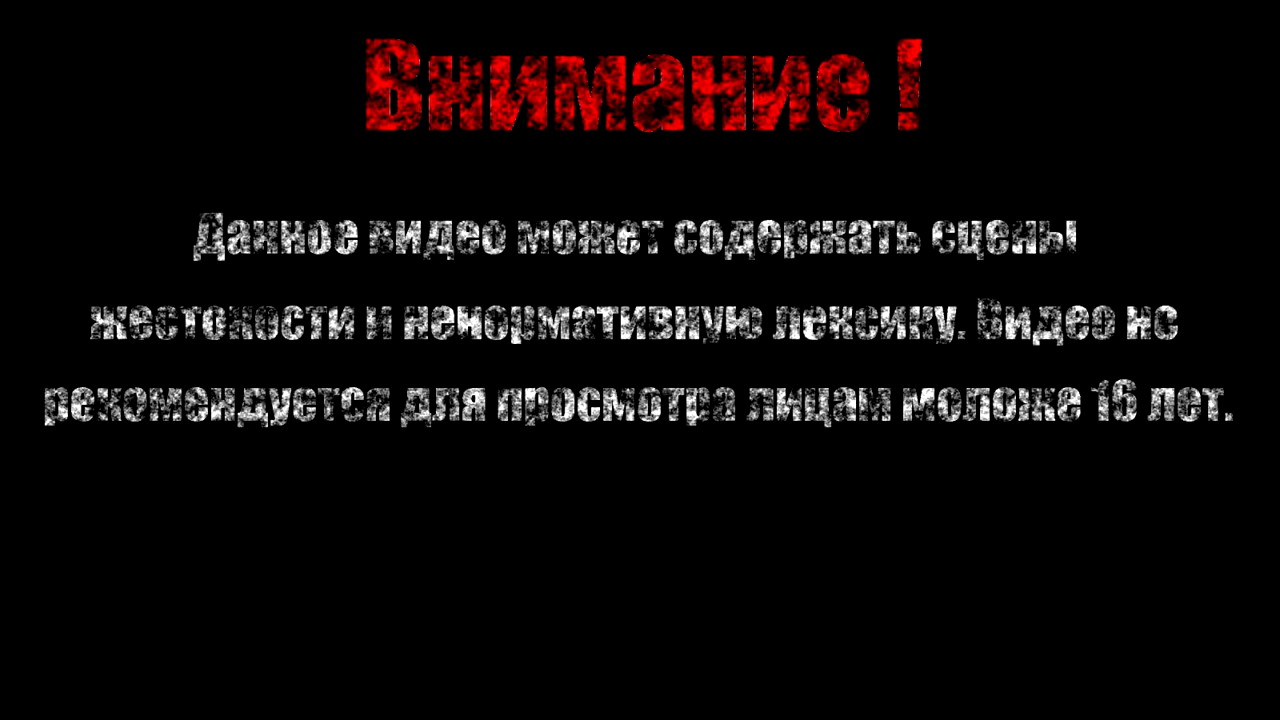 Внимание !
Данное видео может содержать сцены
жестокости и ненормативную лексику. Видео не
рекомендуется для просмотра лицам моложе 16 лет.